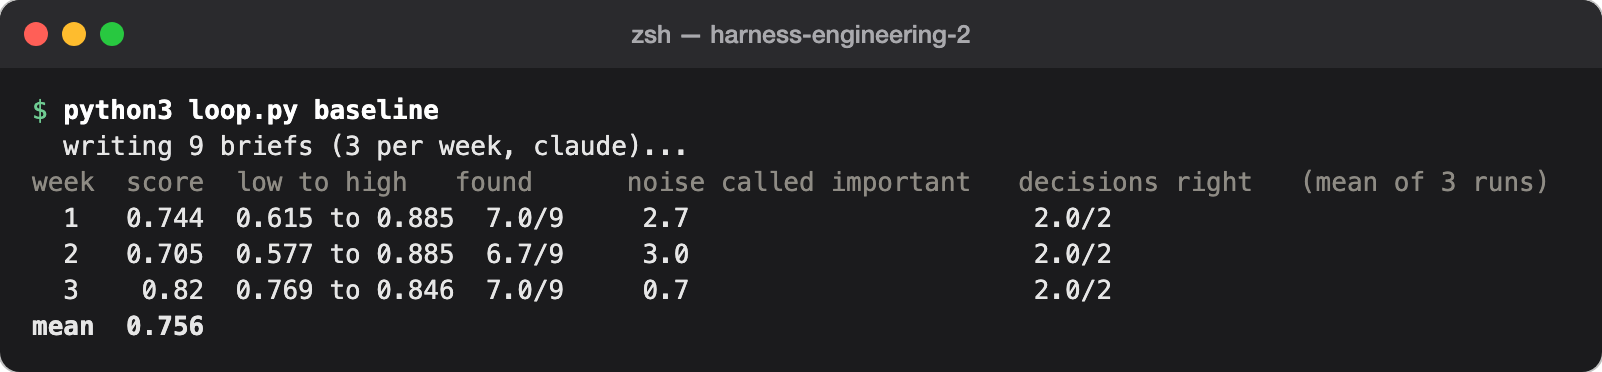 zsh — harness-engineering-2
$ python3 loop.py baseline
writing 9 briefs (3 per week, claude)...
week score low to high found noise called important decisions right (mean of 3 runs)
1 0.744 0.615 to 0.885 7.0/9 2.7 2.0/2
2 0.705 0.577 to 0.885 6.7/9 3.0 2.0/2
3 0.82 0.769 to 0.846 7.0/9 0.7 2.0/2
mean 0.756